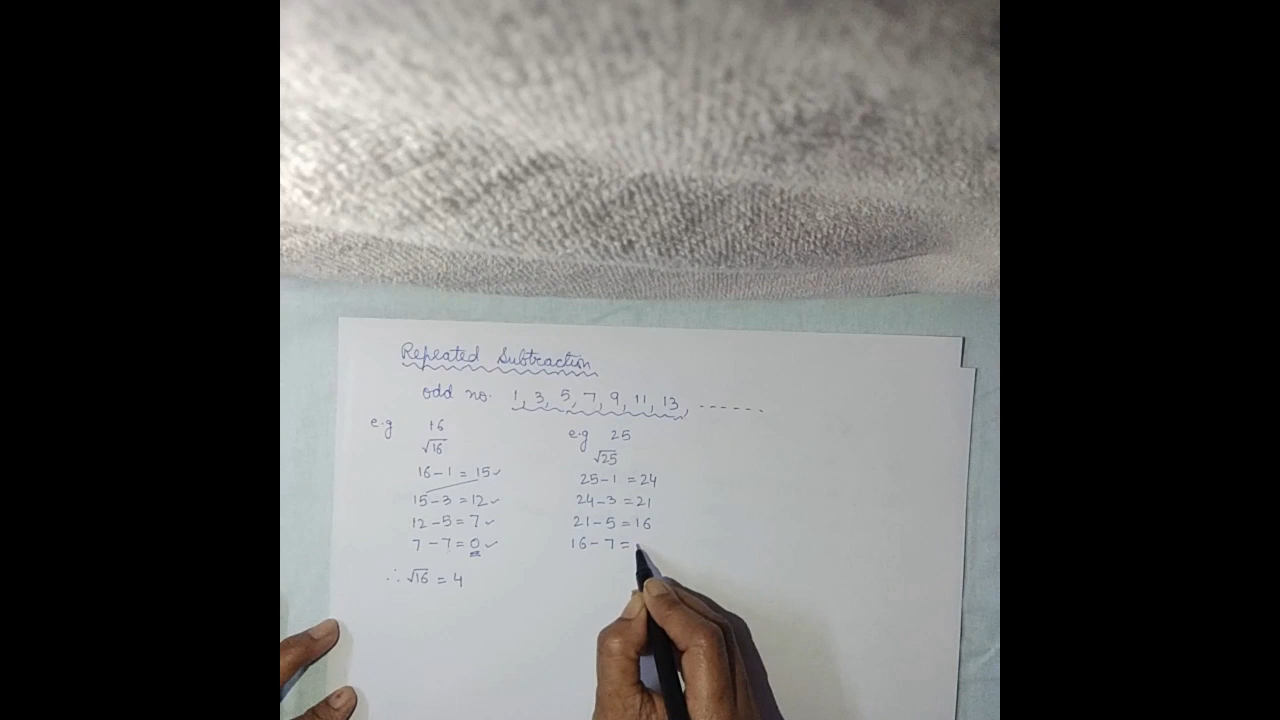 Repeated Subtraction
odd no. 1, 3, 5, 7, 9, 11, 13, ------
e.g 16
√16
16-1 = 15✓
15-3 = 12✓
12-5 = 7✓
7-7 = 0✓
∴ √16 = 4
e.g 25
√25
25-1 = 24
24-3 = 21
21-5 = 16
16-7 =